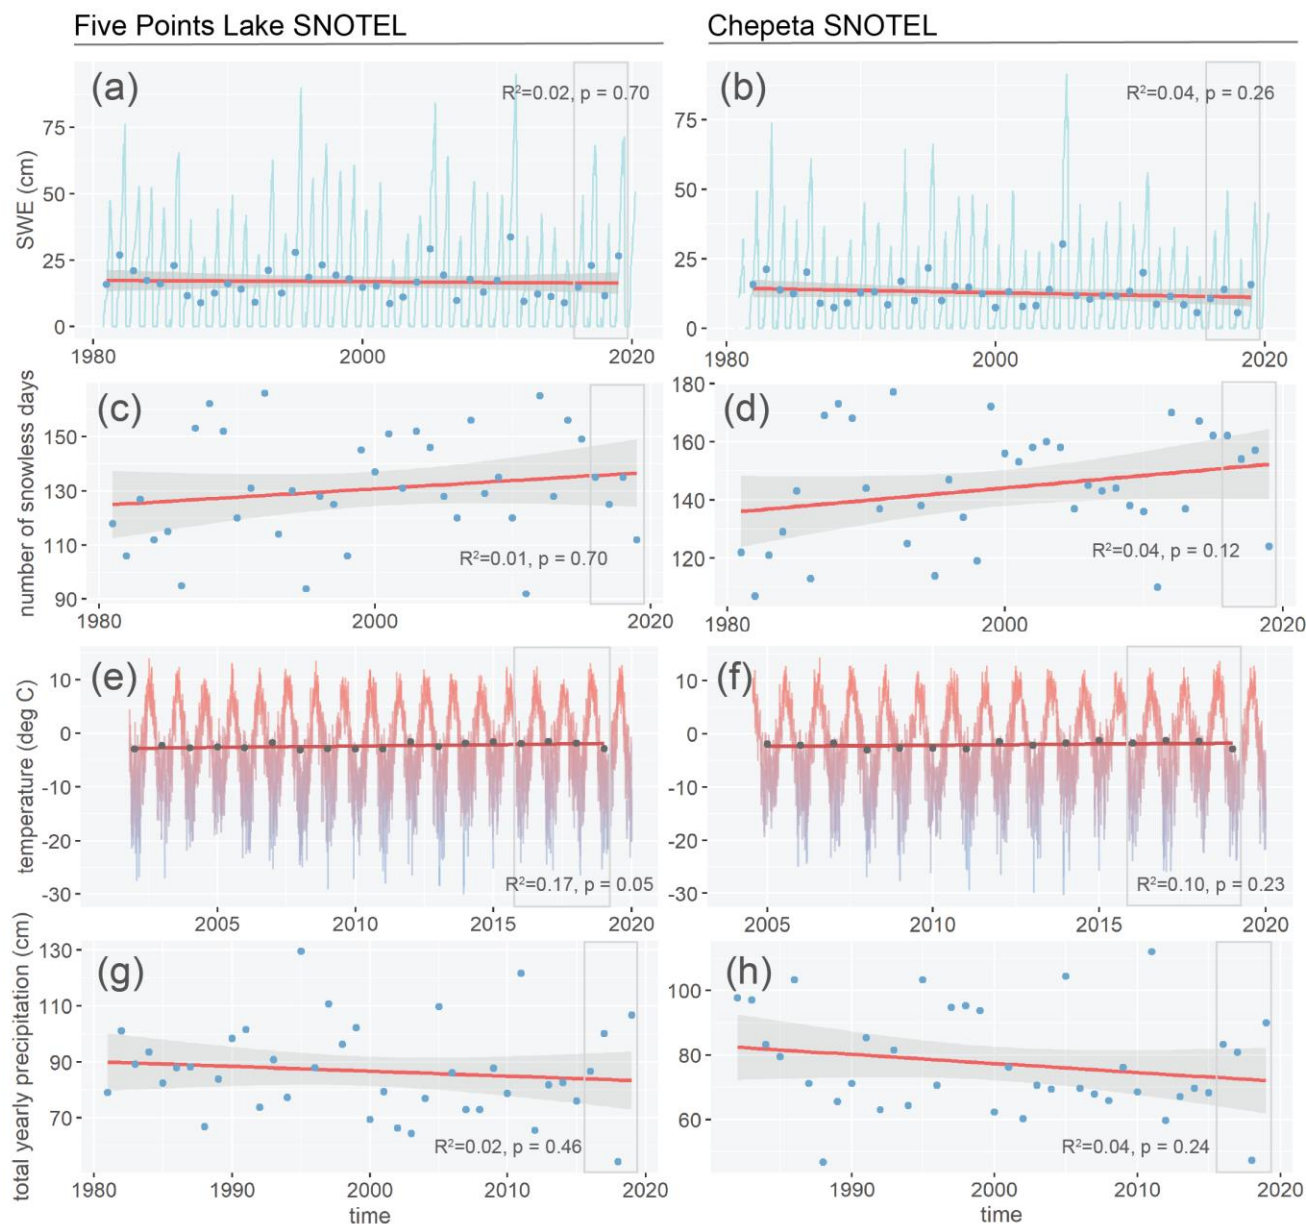 Five Points Lake SNOTEL
Chepeta SNOTEL
(a)
R²=0.02, p = 0.70
SWE (cm)
75
50
25
0
1980
2000
2020
(b)
R²=0.04, p = 0.26
75
50
25
0
1980
2000
2020
(c)
R²=0.01, p = 0.70
number of snowless days
150
130
110
90
1980
2000
2020
(d)
R²=0.04, p = 0.12
180
160
140
120
1980
2000
2020
(e)
R²=0.17, p = 0.05
temperature (deg C)
10
0
-10
-20
-30
2005
2010
2015
2020
(f)
R²=0.10, p = 0.23
10
0
-10
-20
-30
2005
2010
2015
2020
(g)
R²=0.02, p = 0.46
total yearly precipitation (cm)
130
110
90
70
1980
1990
2000
2010
2020
time
(h)
R²=0.04, p = 0.24
100
80
60
1990
2000
2010
2020
time